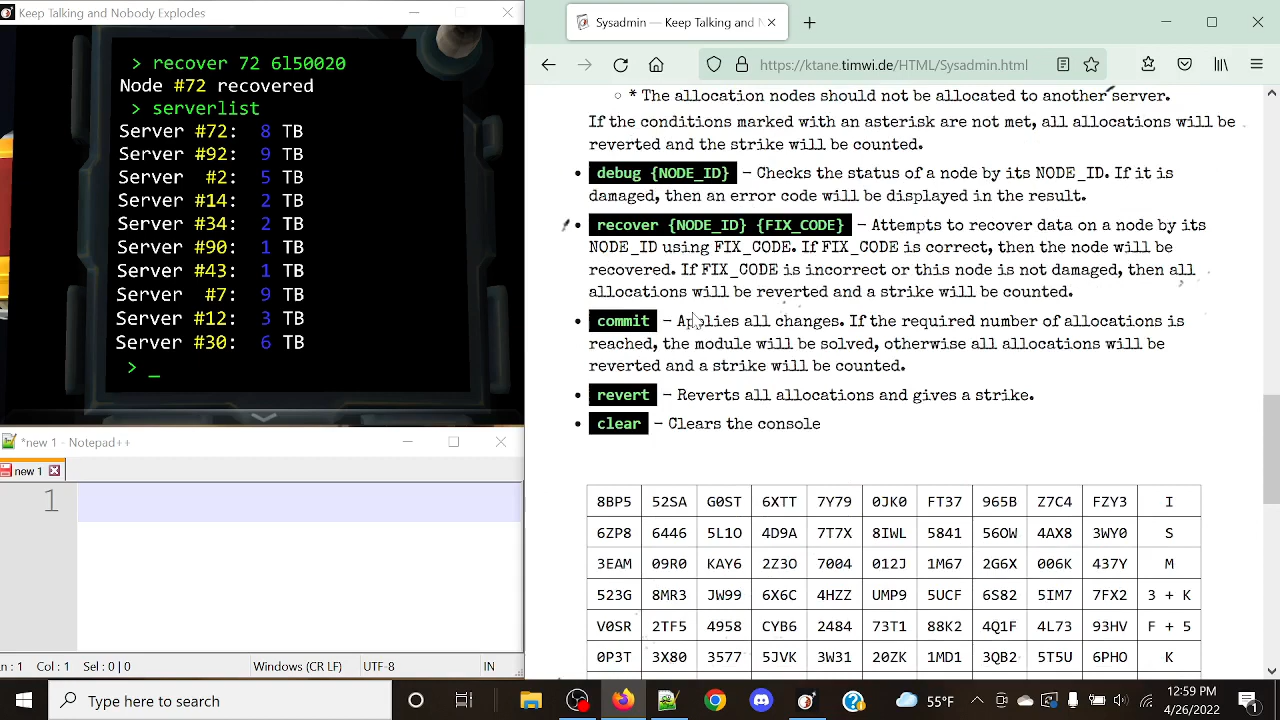 Keep Talking and Nobody Explodes
> recover 72 6l50020
Node #72 recovered
> serverlist
Server #72: 8 TB
Server #92: 9 TB
Server #2: 5 TB
Server #14: 2 TB
Server #34: 2 TB
Server #90: 1 TB
Server #43: 1 TB
Server #7: 9 TB
Server #12: 3 TB
Server #30: 6 TB
> _
*new 1 - Notepad++
new 1
1
Ln : 1 Col : 1 Sel : 0 | 0 Windows (CR LF) UTF-8 IN
Sysadmin — Keep Talking and N
https://ktane.timwi.de/HTML/Sysadmin.html
* The allocation nodes should not be allocated to another server.
If the conditions marked with an asterisk are not met, all allocations will be
reverted and the strike will be counted.
debug {NODE_ID} – Checks the status of a node by its NODE_ID. If it is
damaged, then an error code will be displayed in the result.
recover {NODE_ID} {FIX_CODE} – Attempts to recover data on a node by its
NODE_ID using FIX_CODE. If FIX_CODE is correct, then the node will be
recovered. If FIX_CODE is incorrect or this node is not damaged, then all
allocations will be reverted and a strike will be counted.
commit – Applies all changes. If the required number of allocations is
reached, the module will be solved, otherwise all allocations will be
reverted and a strike will be counted.
revert – Reverts all allocations and gives a strike.
clear – Clears the console
8BP5 52SA G0ST 6XTT 7Y79 0JK0 FT37 965B Z7C4 FZY3 I
6ZP8 6446 5L1O 4D9A 7T7X 8IWL 5841 56OW 4AX8 3WY0 S
3EAM 09R0 KAY6 2Z3O 7004 012J 1M67 2G6X 006K 437Y M
523G 8MR3 JW99 6X6C 4HZZ UMP9 5UCF 6S82 5IM7 7FX2 3 + K
V0SR 2TF5 4958 CYB6 2484 73T1 88K2 4Q1F 4L73 93HV F + 5
0P3T 3X80 3577 5JVK 3W31 20ZK 1MD1 3QB2 5T5U 6PHO K
Type here to search
55°F
12:59 PM
4/26/2022